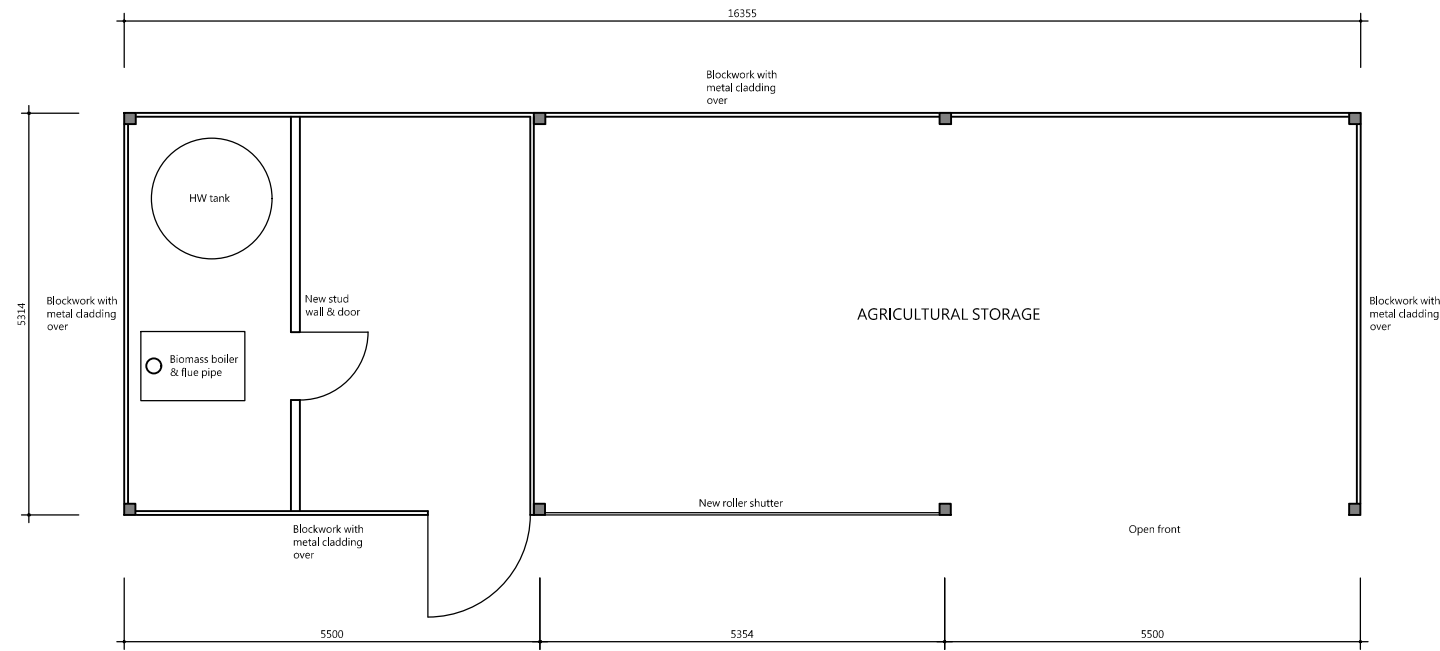 16355
Blockwork with
metal cladding
over
HW tank
5314
Blockwork with
metal cladding
over
New stud
wall & door
AGRICULTURAL STORAGE
Blockwork with
metal cladding
over
Biomass boiler
& flue pipe
New roller shutter
Blockwork with
metal cladding
over
Open front
5500
5354
5500